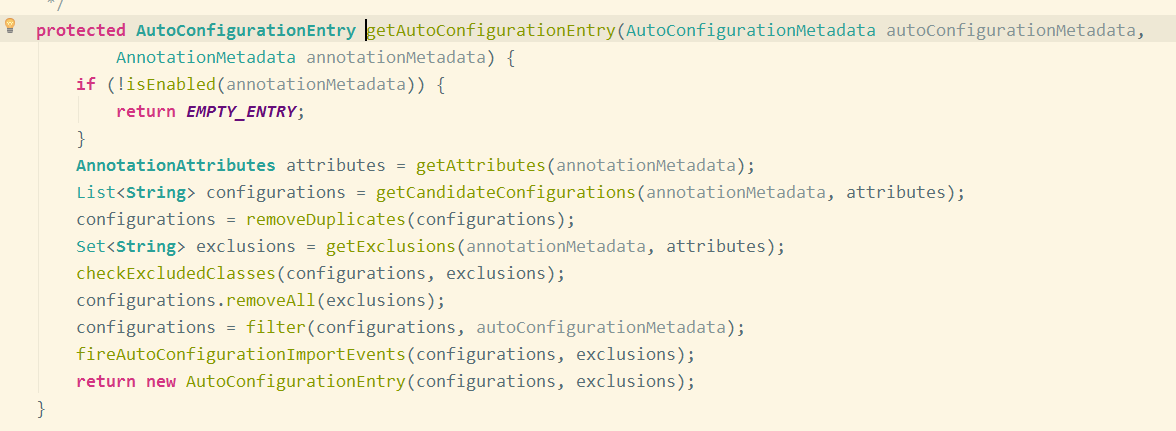 */
protected AutoConfigurationEntry getAutoConfigurationEntry(AutoConfigurationMetadata autoConfigurationMetadata,
        AnnotationMetadata annotationMetadata) {
    if (!isEnabled(annotationMetadata)) {
        return EMPTY_ENTRY;
    }
    AnnotationAttributes attributes = getAttributes(annotationMetadata);
    List<String> configurations = getCandidateConfigurations(annotationMetadata, attributes);
    configurations = removeDuplicates(configurations);
    Set<String> exclusions = getExclusions(annotationMetadata, attributes);
    checkExcludedClasses(configurations, exclusions);
    configurations.removeAll(exclusions);
    configurations = filter(configurations, autoConfigurationMetadata);
    fireAutoConfigurationImportEvents(configurations, exclusions);
    return new AutoConfigurationEntry(configurations, exclusions);
}